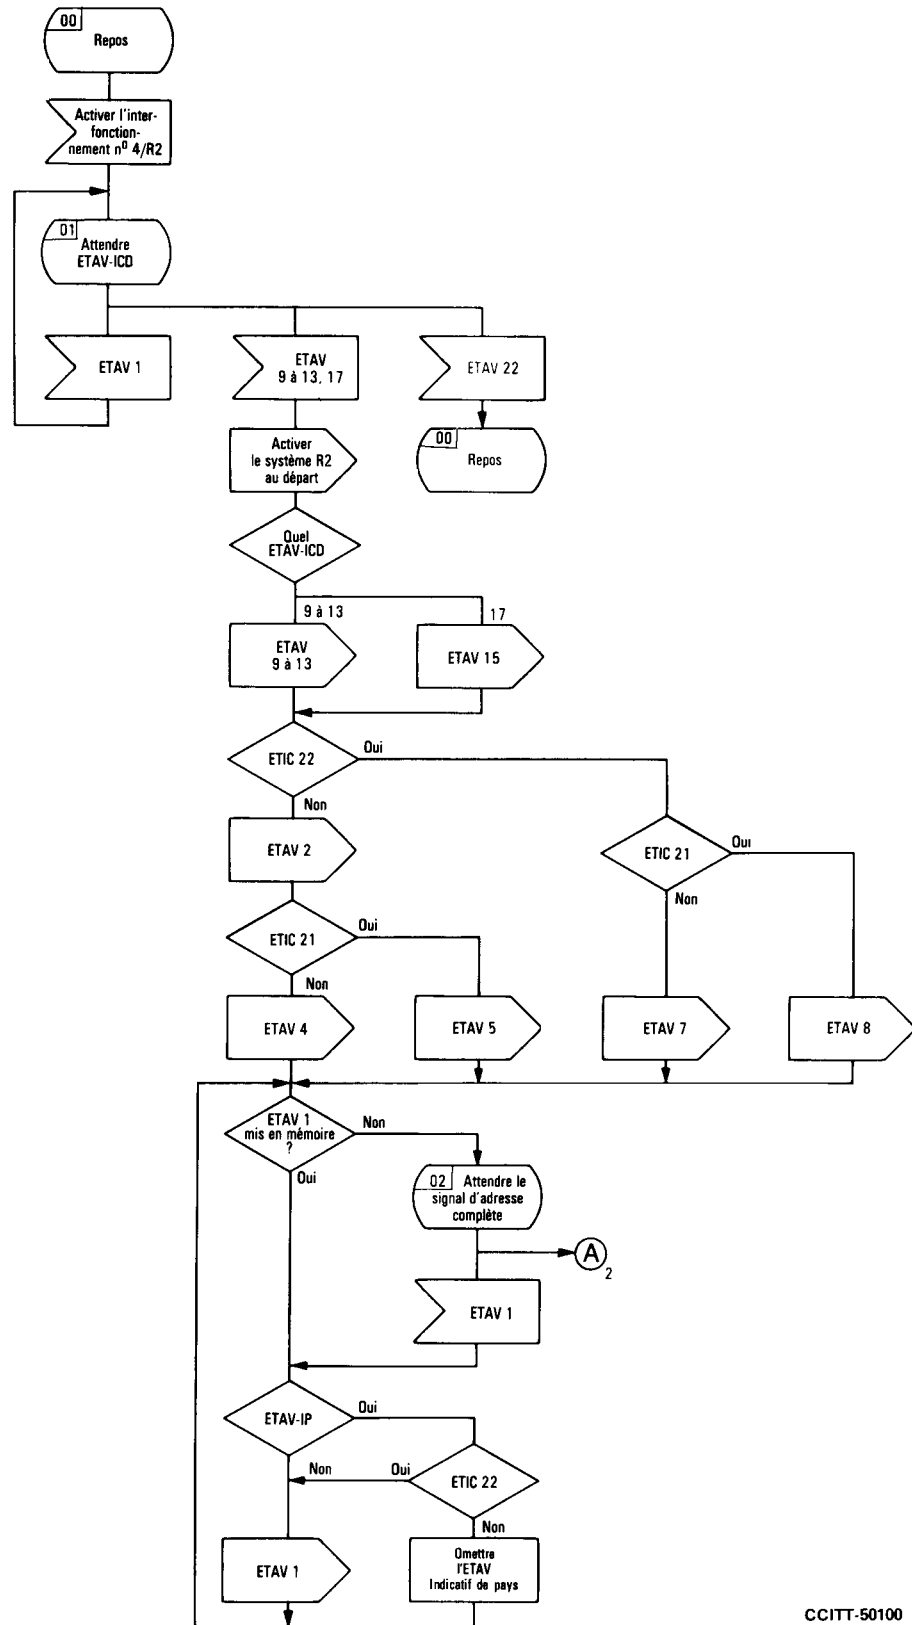 00
Repos
Activer l'inter-
fonction-
nement nº 4/R2
01
Attendre
ETAV-ICD
ETAV 1
ETAV
9 à 13, 17
ETAV 22
Activer
le système R2
au départ
00
Repos
Quel
ETAV-ICD
9 à 13
17
ETAV
9 à 13
ETAV 15
ETIC 22
Oui
Non
ETAV 2
ETIC 21
Oui
Non
ETIC 21
Oui
Non
ETAV 4
ETAV 5
ETAV 7
ETAV 8
ETAV 1
mis en mémoire
?
Non
Oui
02
Attendre le
signal d'adresse
complète
A
2
ETAV 1
ETAV-IP
Oui
Non
Oui
ETIC 22
Non
ETAV 1
Omettre
l'ETAV
Indicatif de pays
CCITT-50100